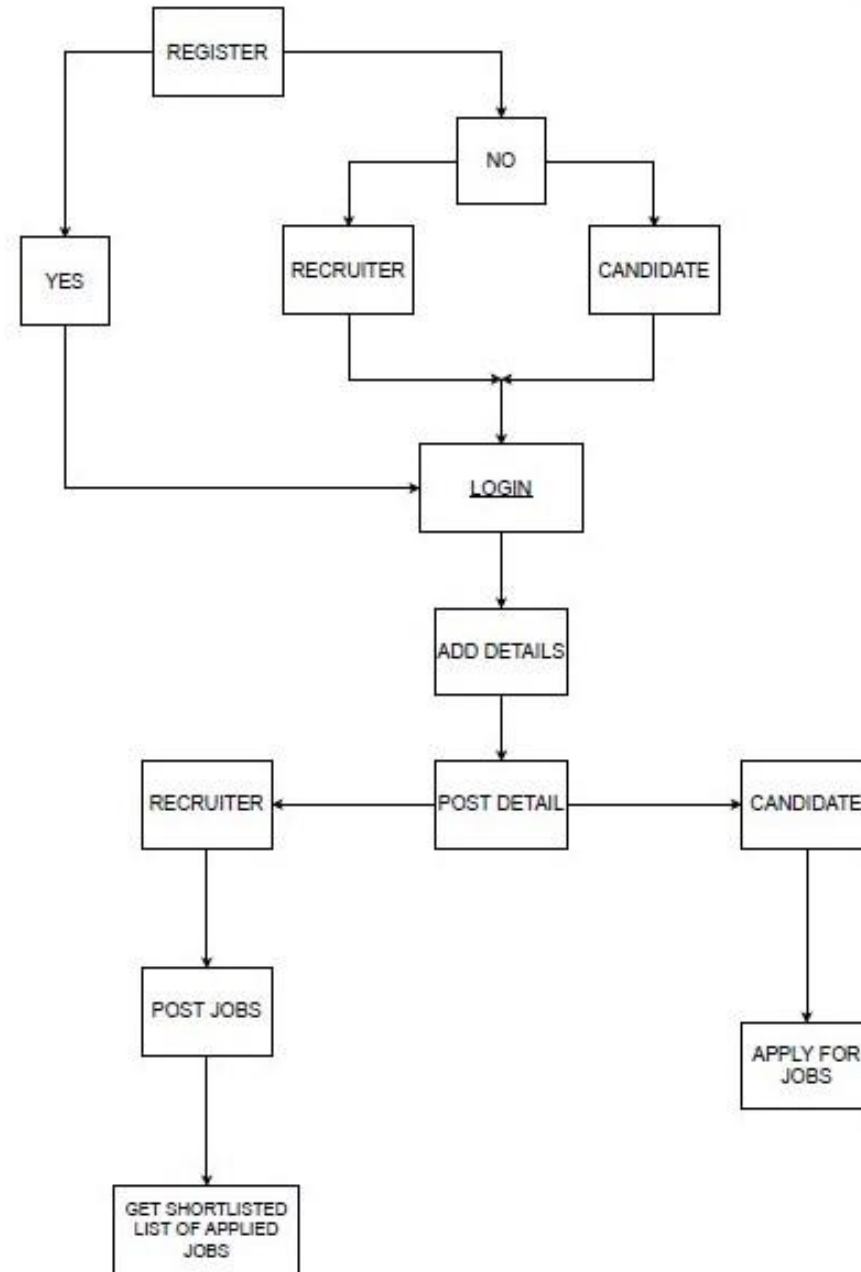 REGISTER
NO
RECRUITER
CANDIDATE
YES
LOGIN
ADD DETAILS
RECRUITER
POST DETAIL
CANDIDATE
POST JOBS
APPLY FOR
JOBS
GET SHORTLISTED
LIST OF APPLIED
JOBS